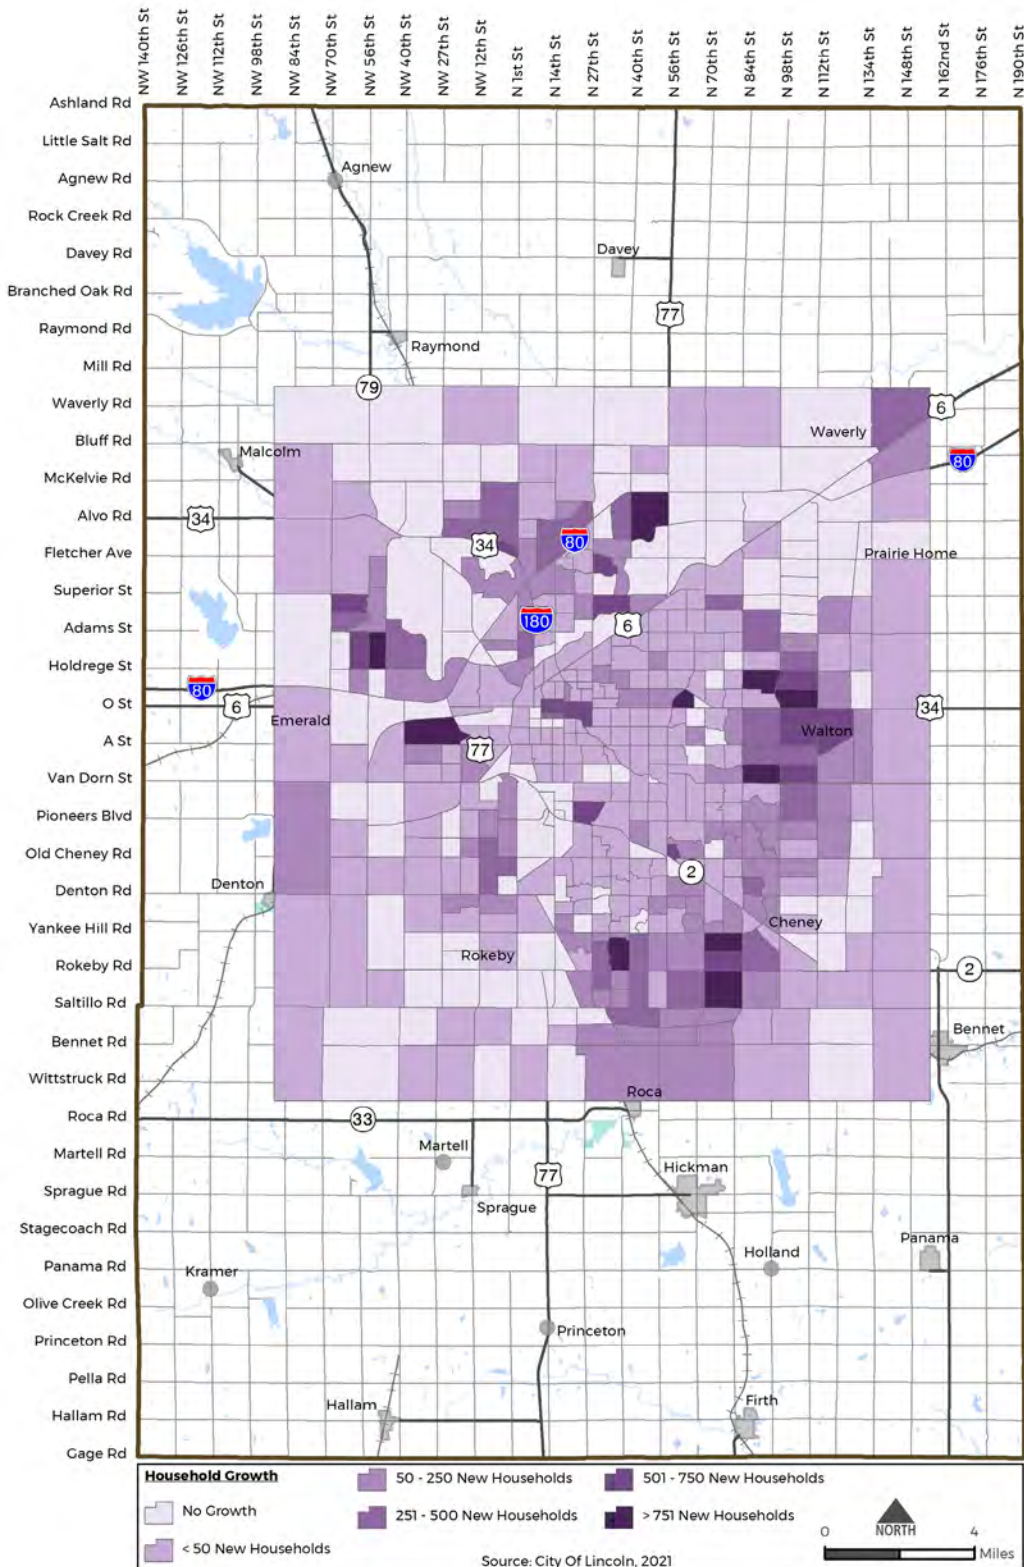 NW 140th St
NW 126th St
NW 112th St
NW 98th St
NW 84th St
NW 70th St
NW 56th St
NW 40th St
NW 27th St
NW 12th St
N 1st St
N 14th St
N 27th St
N 40th St
N 56th St
N 70th St
N 84th St
N 98th St
N 112th St
N 134th St
N 148th St
N 162nd St
N 176th St
N 190th St
Ashland Rd
Little Salt Rd
Agnew Rd
Rock Creek Rd
Davey Rd
Branched Oak Rd
Raymond Rd
Mill Rd
Waverly Rd
Bluff Rd
McKelvie Rd
Alvo Rd
Fletcher Ave
Superior St
Adams St
Holdrege St
O St
A St
Van Dorn St
Pioneers Blvd
Old Cheney Rd
Denton Rd
Yankee Hill Rd
Rokeby Rd
Saltillo Rd
Bennet Rd
Wittstruck Rd
Roca Rd
Martell Rd
Sprague Rd
Stagecoach Rd
Panama Rd
Olive Creek Rd
Princeton Rd
Pella Rd
Hallam Rd
Gage Rd
Agnew
Davey
77
Raymond
79
6
Waverly
Malcolm
80
34
34
80
Prairie Home
180
6
80
6
Emerald
34
Walton
77
2
Denton
Cheney
Rokeby
2
Bennet
Roca
33
Martell
77
Hickman
Sprague
Holland
Panama
Kramer
Princeton
Hallam
Firth
Household Growth
No Growth
< 50 New Households
50 - 250 New Households
251 - 500 New Households
501 - 750 New Households
> 751 New Households
NORTH
0 4
Miles
Source: City Of Lincoln, 2021